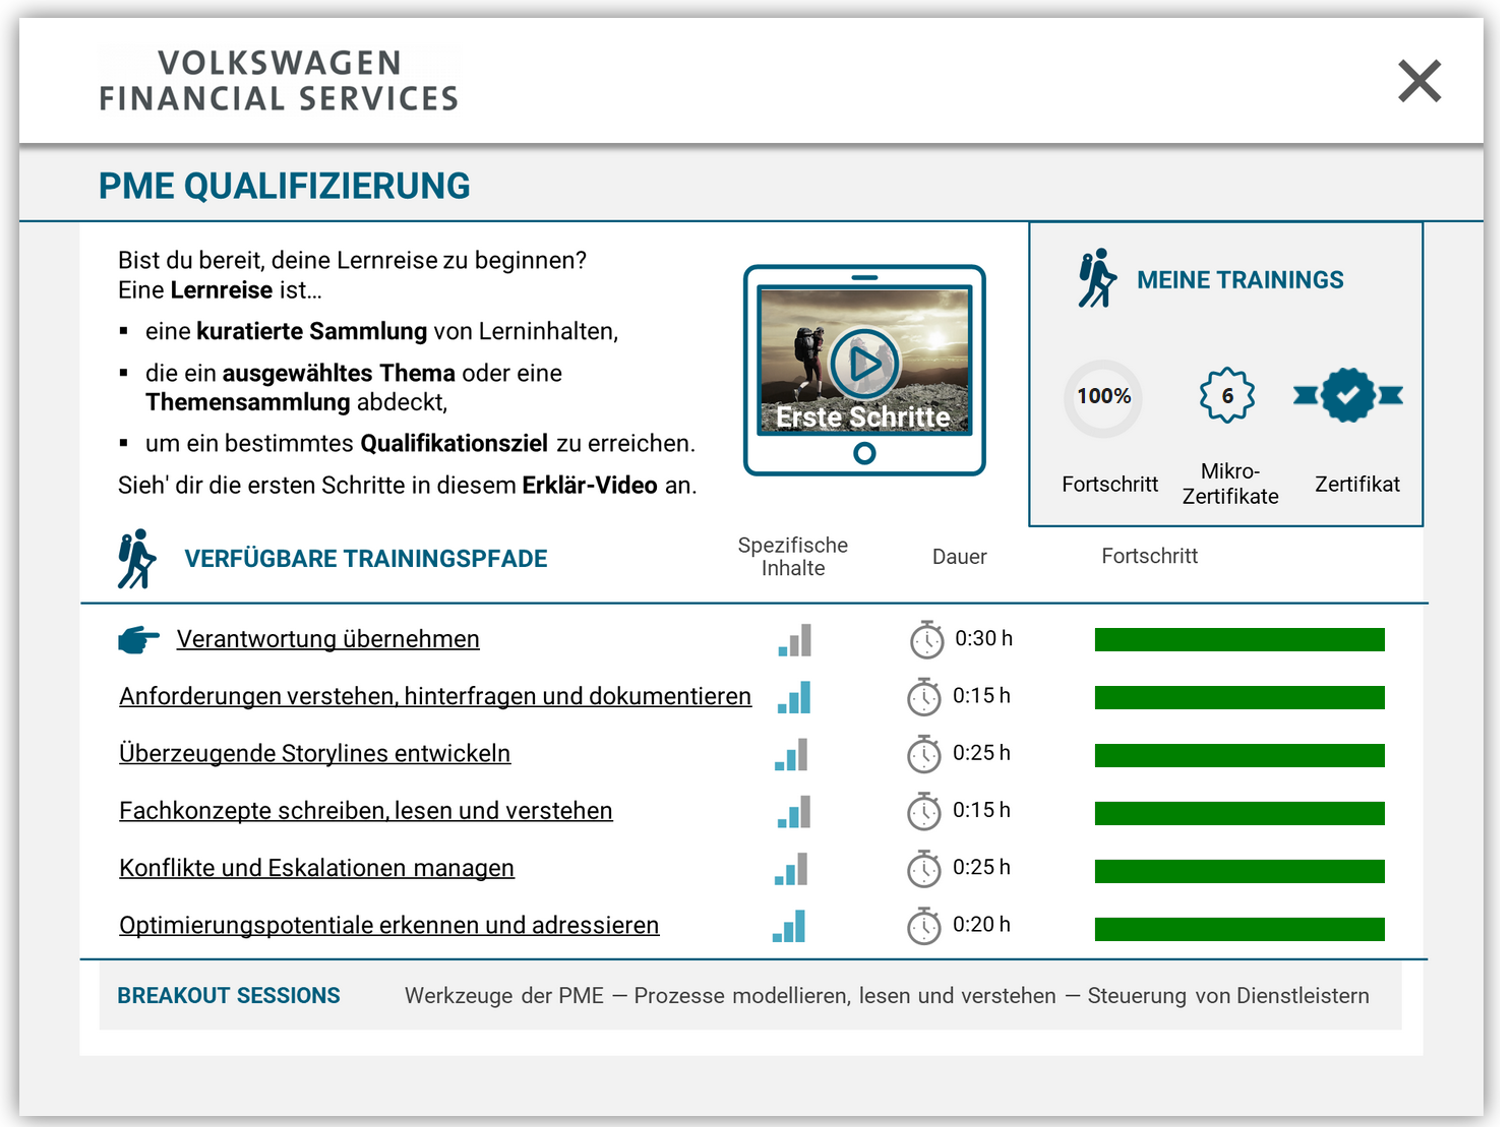 VOLKSWAGEN
FINANCIAL SERVICES
PME QUALIFIZIERUNG
Bist du bereit, deine Lernreise zu beginnen?
Eine Lernreise ist...
▪ eine kuratierte Sammlung von Lerninhalten,
▪ die ein ausgewähltes Thema oder eine
Themensammlung abdeckt,
▪ um ein bestimmtes Qualifikationsziel zu erreichen.
Sieh' dir die ersten Schritte in diesem Erklär-Video an.
Erste Schritte
MEINE TRAININGS
100% 6
Fortschritt Mikro-
Zertifikate Zertifikat
VERFÜGBARE TRAININGSPFADE
Spezifische
Inhalte
Dauer
Fortschritt
Verantwortung übernehmen 0:30 h
Anforderungen verstehen, hinterfragen und dokumentieren 0:15 h
Überzeugende Storylines entwickeln 0:25 h
Fachkonzepte schreiben, lesen und verstehen 0:15 h
Konflikte und Eskalationen managen 0:25 h
Optimierungspotentiale erkennen und adressieren 0:20 h
BREAKOUT SESSIONS Werkzeuge der PME — Prozesse modellieren, lesen und verstehen — Steuerung von Dienstleistern